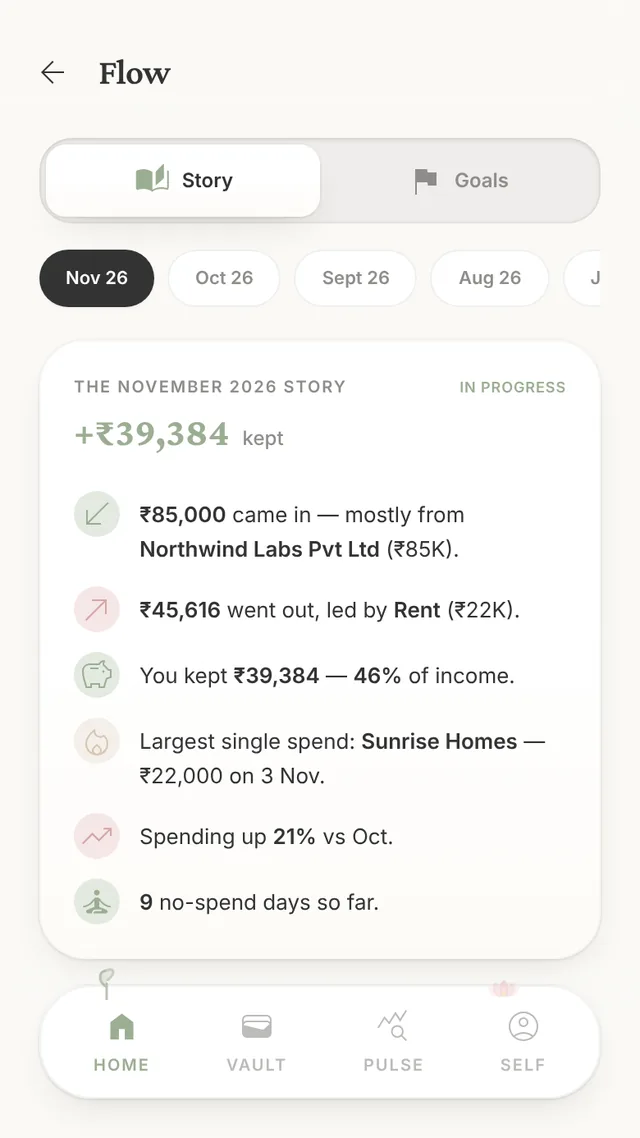 Flow
Story
Goals
Nov 26
Oct 26
Sept 26
Aug 26
J
THE NOVEMBER 2026 STORY
IN PROGRESS
+₹39,384 kept
₹85,000 came in — mostly from
Northwind Labs Pvt Ltd (₹85K).
₹45,616 went out, led by Rent (₹22K).
You kept ₹39,384 — 46% of income.
Largest single spend: Sunrise Homes —
₹22,000 on 3 Nov.
Spending up 21% vs Oct.
9 no-spend days so far.
HOME
VAULT
PULSE
SELF